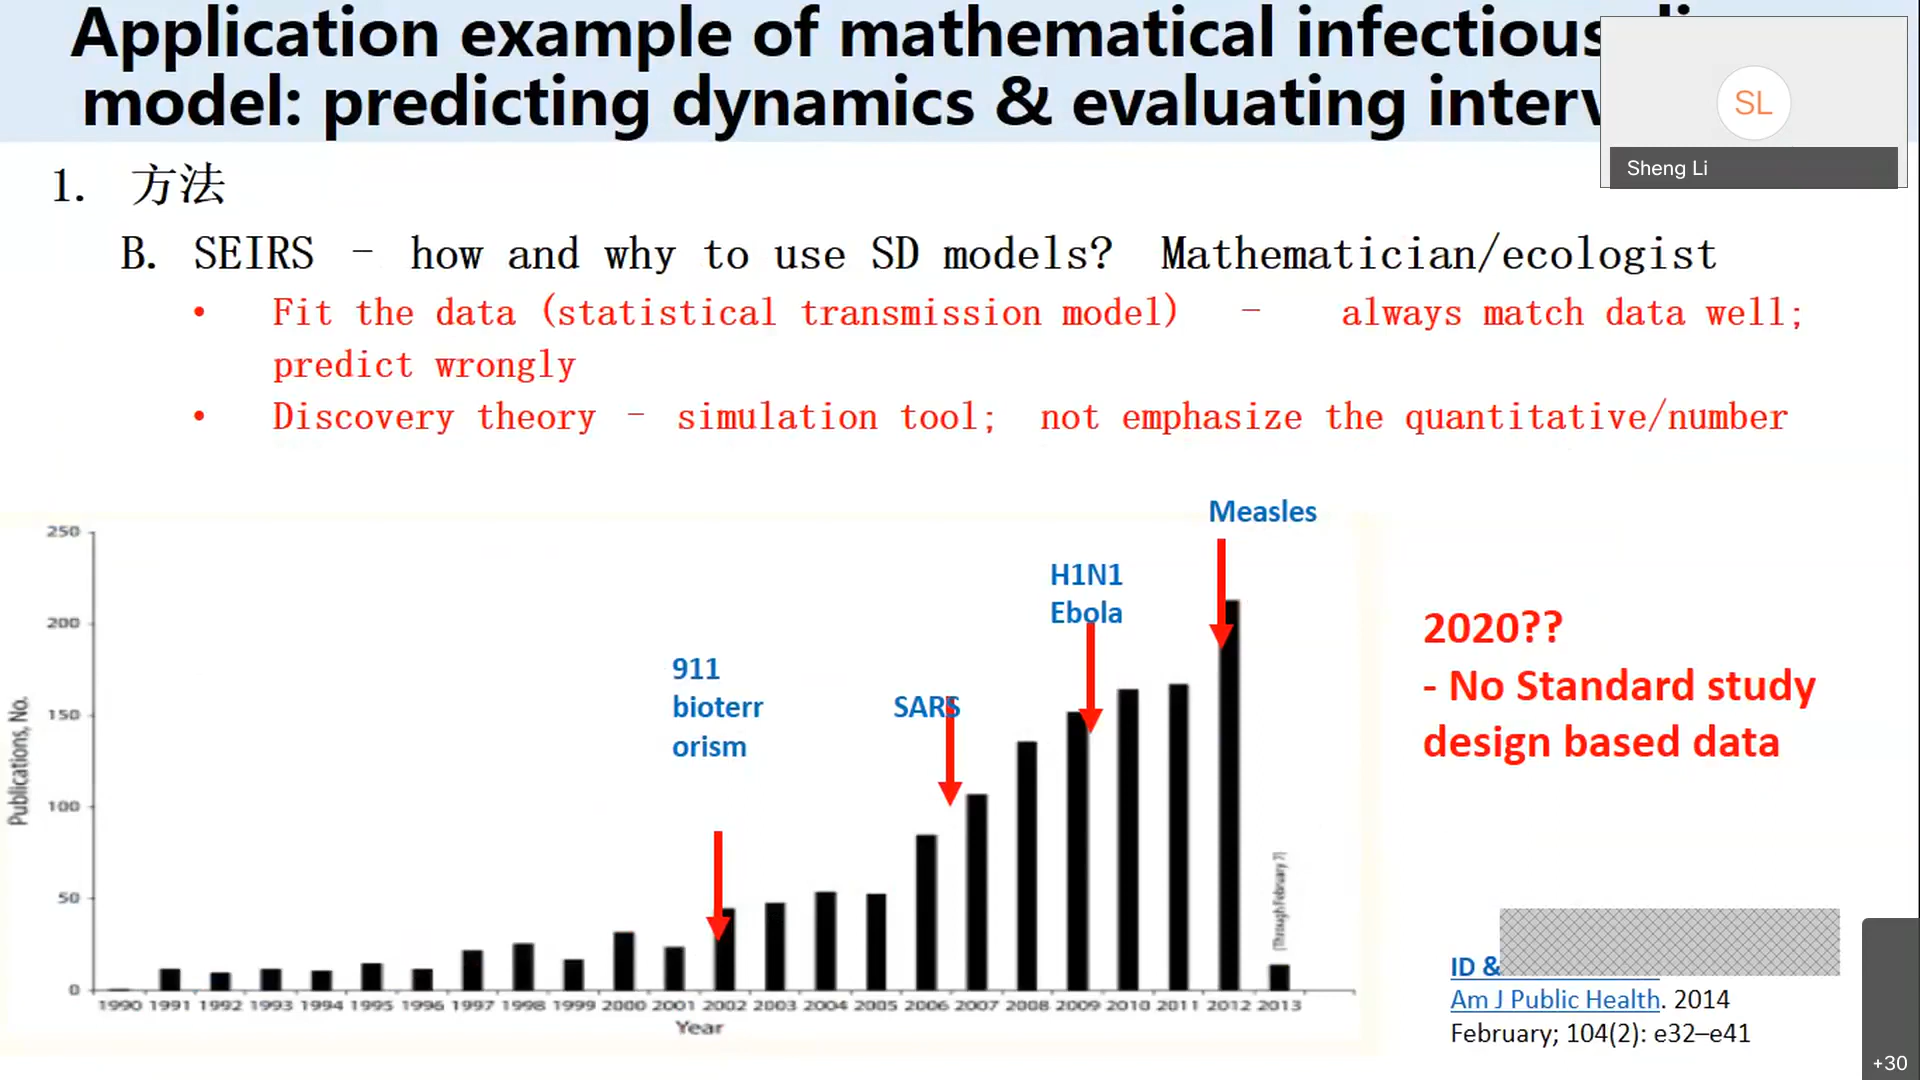 Application example of mathematical infectious
model: predicting dynamics & evaluating
SL
Sheng Li
1. 方法
B. SEIRS – how and why to use SD models? Mathematician/ecologist
• Fit the data (statistical transmission model) – always match data well;
predict wrongly
• Discovery theory – simulation tool; not emphasize the quantitative/number
Measles
H1N1
Ebola
911
bioterr
orism
SARS
2020??
- No Standard study
design based data
250
200
150
100
50
0
Publications, No.
(Through February 7)
1990 1991 1992 1993 1994 1995 1996 1997 1998 1999 2000 2001 2002 2003 2004 2005 2006 2007 2008 2009 2010 2011 2012 2013
Year
ID &
Am J Public Health. 2014
February; 104(2): e32–e41
+30